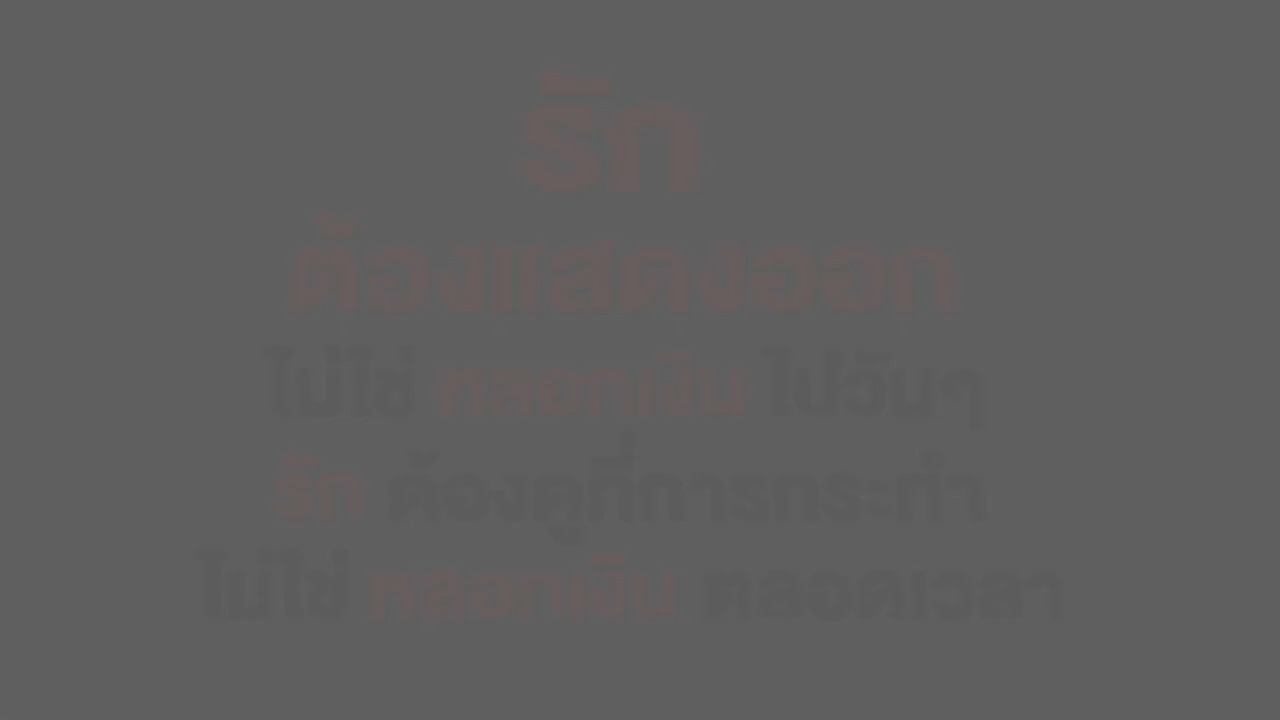 รัก
ต้องแสดงออก
ไม่ใช่ หลอกเงิน ไปวันๆ
รัก ต้องดูที่การกระทำ
ไม่ใช่ หลอกเงิน ตลอดเวลา